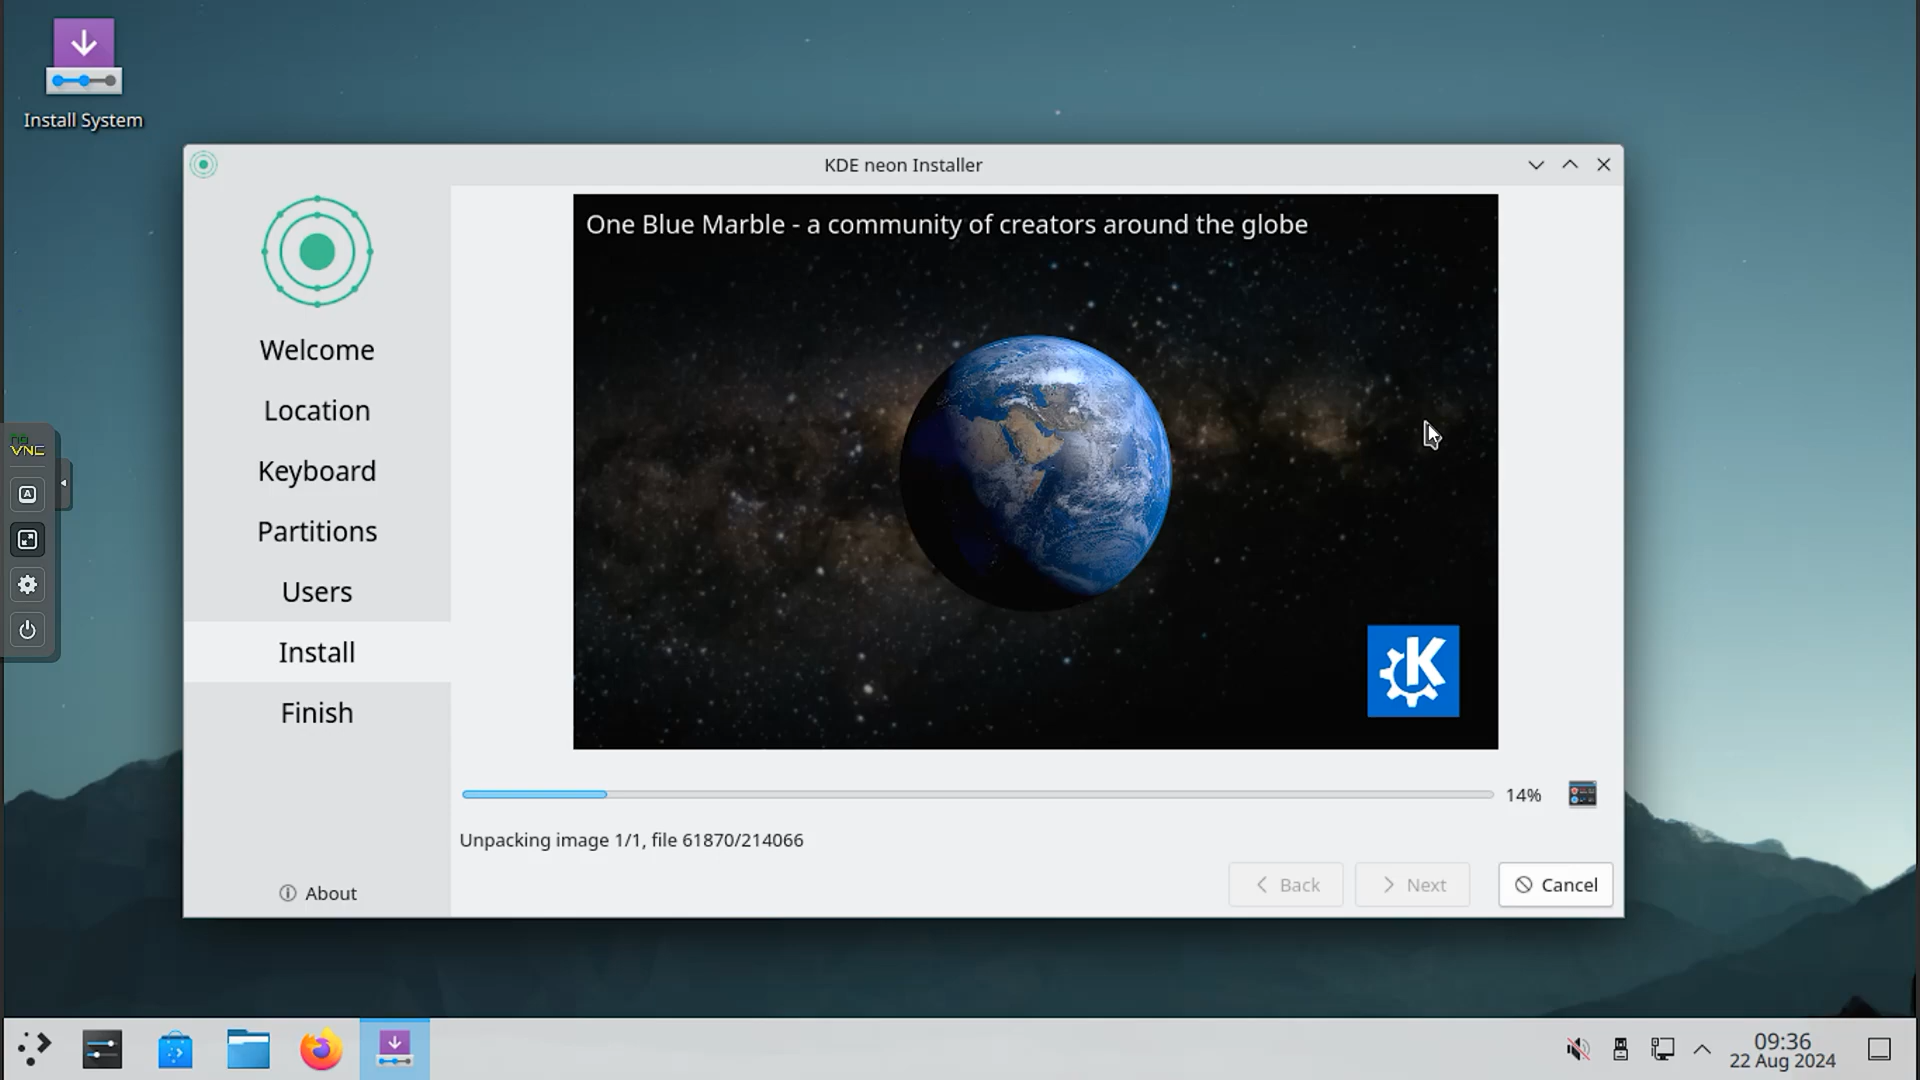 Install System
KDE neon Installer
One Blue Marble - a community of creators around the globe
Welcome
Location
Keyboard
Partitions
Users
Install
Finish
About
no
VNC
A
K
14%
Unpacking image 1/1, file 61870/214066
Back
Next
Cancel
09:36
22 Aug 2024